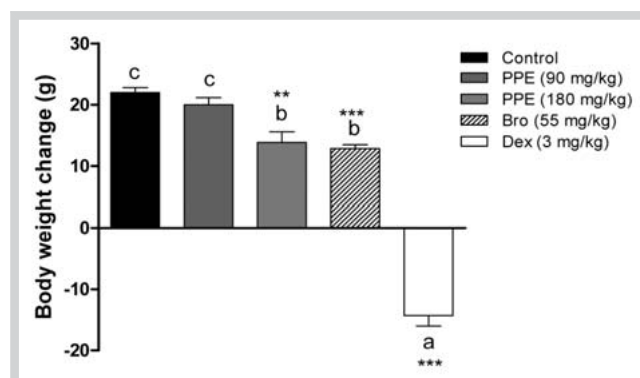 Body weight change (g)
30
20
10
0
-10
-20
c
c
**
b
***
b
a
***
Control
PPE (90 mg/kg)
PPE (180 mg/kg)
Bro (55 mg/kg)
Dex (3 mg/kg)